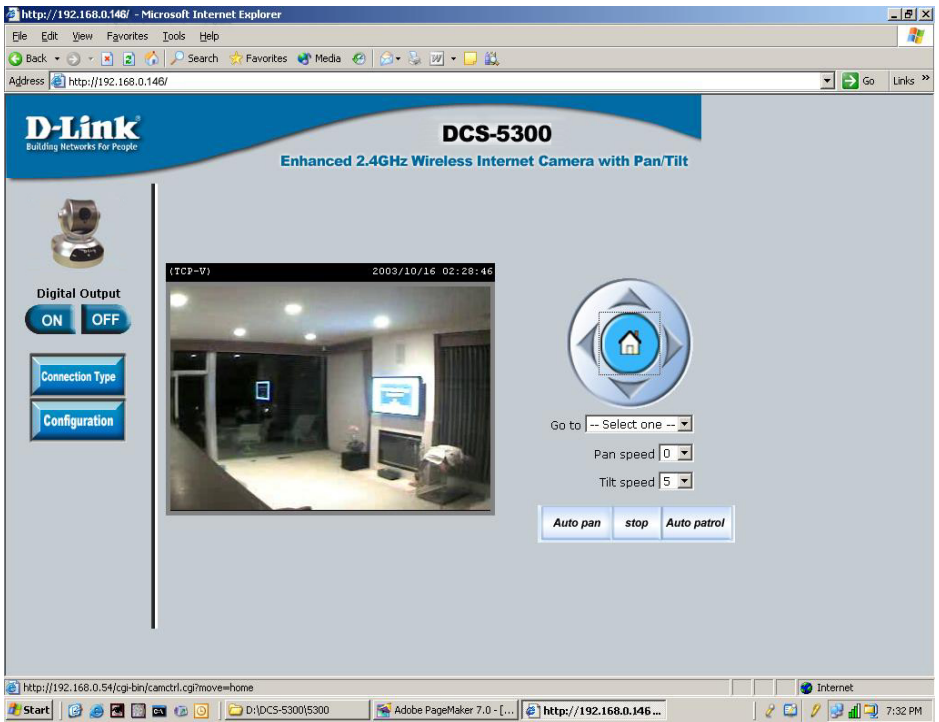 http://192.168.0.146/ - Microsoft Internet Explorer
File Edit View Favorites Tools Help
Back Search Favorites Media
Address http://192.168.0.146/ Go Links »
D-Link
Building Networks For People
DCS-5300
Enhanced 2.4GHz Wireless Internet Camera with Pan/Tilt
(TCP-V) 2003/10/16 02:28:46
Digital Output
ON OFF
Connection Type
Configuration
Go to -- Select one --
Pan speed 0
Tilt speed 5
Auto pan stop Auto patrol
http://192.168.0.54/cgi-bin/camctrl.cgi?move=home Internet
Start D:\DCS-5300\5300 Adobe PageMaker 7.0 - [... http://192.168.0.146... 7:32 PM